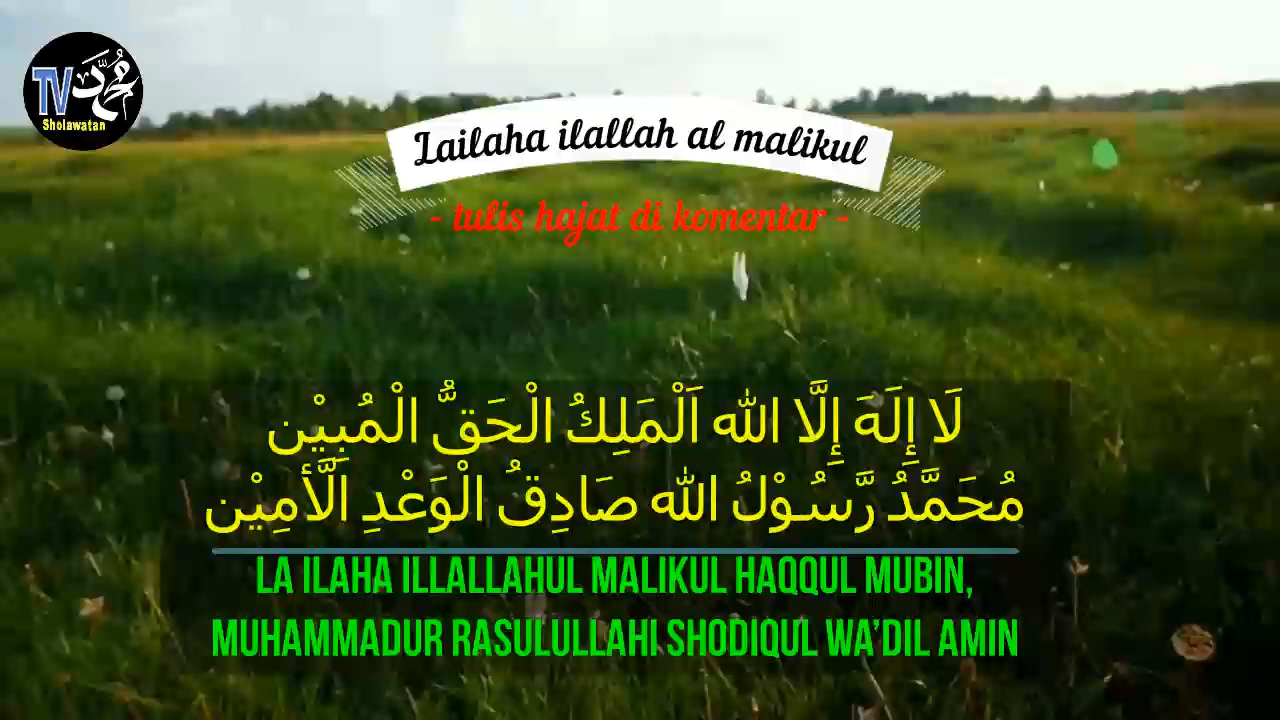 TV
مُحَمَّد
Sholawatan
Lailaha ilallah al malikul
- tulis hajat di komentar -
لَا إِلَهَ إِلَّا الله اَلْمَلِكُ الْحَقُّ الْمُبِيْن
مُحَمَّدُ رَّسُوْلُ الله صَادِقُ الْوَعْدِ الَّأمِيْن
LA ILAHA ILLALLAHUL MALIKUL HAQQUL MUBIN,
MUHAMMADUR RASULULLAHI SHODIQUL WA'DIL AMIN